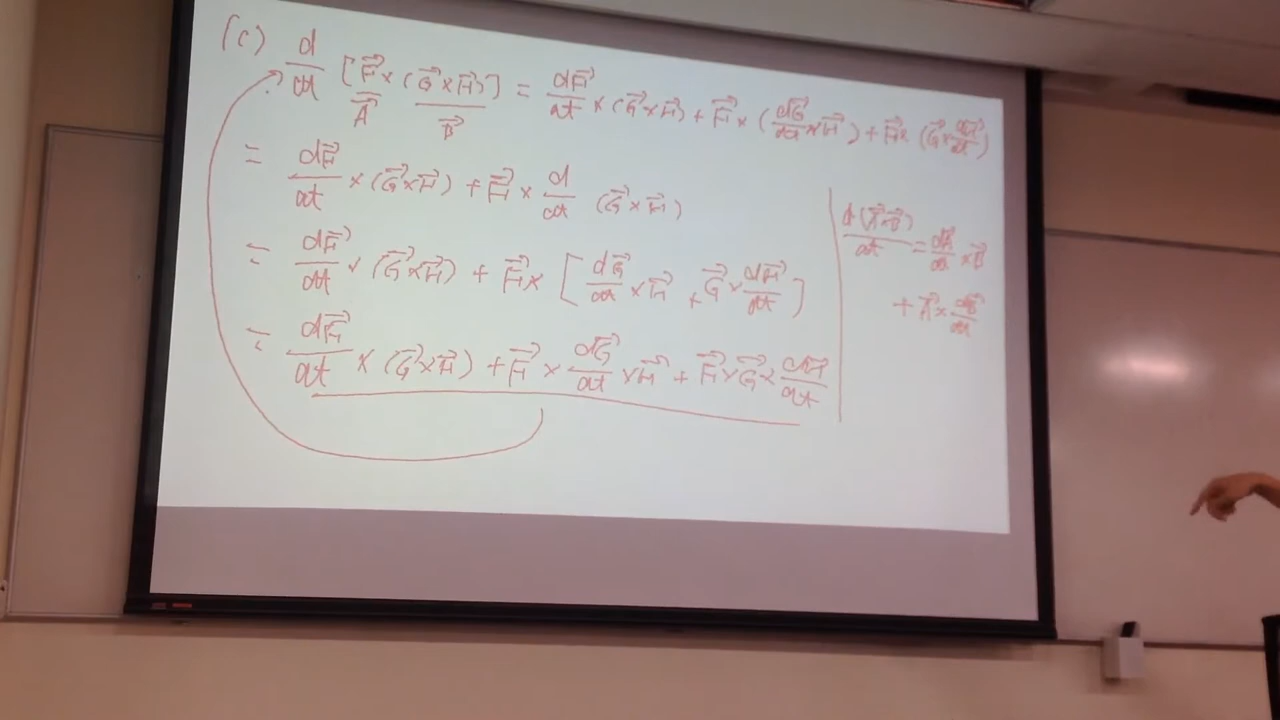 (c) d/dt [F⃗ × (G⃗ × H⃗)] = dF⃗/dt × (G⃗ × H⃗) + F⃗ × (dG⃗/dt × H⃗) + F⃗ × (G⃗ × dH⃗/dt)
A⃗ B⃗
= dF⃗/dt × (G⃗ × H⃗) + F⃗ × d/dt (G⃗ × H⃗)
= dF⃗/dt × (G⃗ × H⃗) + F⃗ × [dG⃗/dt × H⃗ + G⃗ × dH⃗/dt]
= dF⃗/dt × (G⃗ × H⃗) + F⃗ × dG⃗/dt × H⃗ + F⃗ × G⃗ × dH⃗/dt
d(A⃗ × B⃗)/dt = dA⃗/dt × B⃗
+ A⃗ × dB⃗/dt